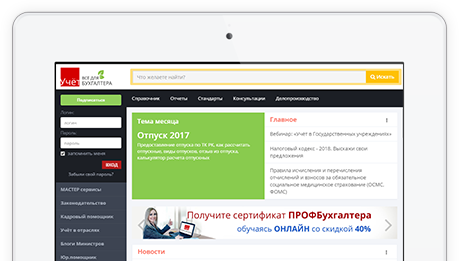 Учёт
ВСЕ ДЛЯ
БУХГАЛТЕРА
Что желаете найти?
Искать
Подписаться
Справочник Отчеты Стандарты Консультации Делопроизводство
Логин:
логин
Пароль:
пароль
запомнить меня
ВХОД
Забыли свой пароль?
МАСТЕР сервисы
Законодательство
Кадровый помощник
Учёт в отраслях
Блоги Министров
Юр.помощник
Тема месяца
Отпуск 2017
Предоставление отпуска по ТК РК, как рассчитать
отпускные, виды отпусков, отзыв из отпуска,
калькулятор расчета отпускных
Главное
Вебинар: «Учет в Государственных учреждениях»
Налоговый кодекс - 2018. Выскажи свои
предложения
Правила исчисления и перечисления
отчислений и взносов за обязательное
социальное медицинское страхование (ОСМС,
ФОМС)
Получите сертификат ПРОФБухгалтера
обучаясь ОНЛАЙН со скидкой 40%
Новости